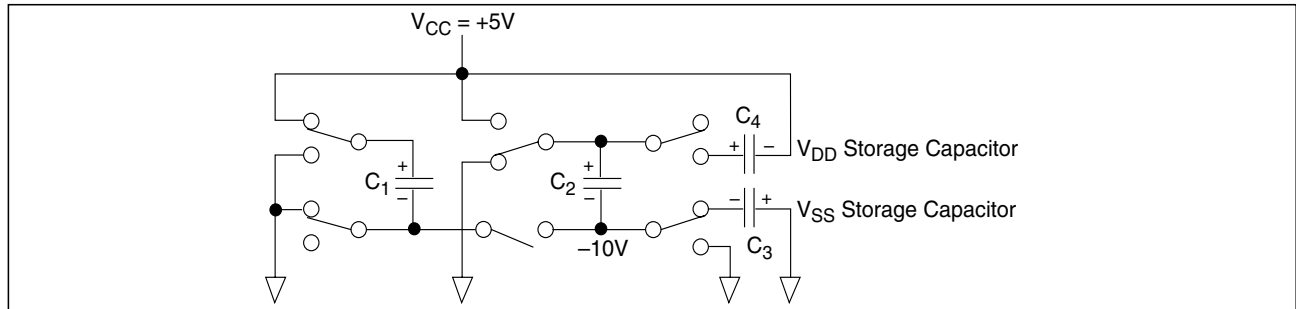 V_CC = +5V
C_4
+ –
V_DD Storage Capacitor
+
C_1
–
+
C_2
–
– +
V_SS Storage Capacitor
C_3
–10V